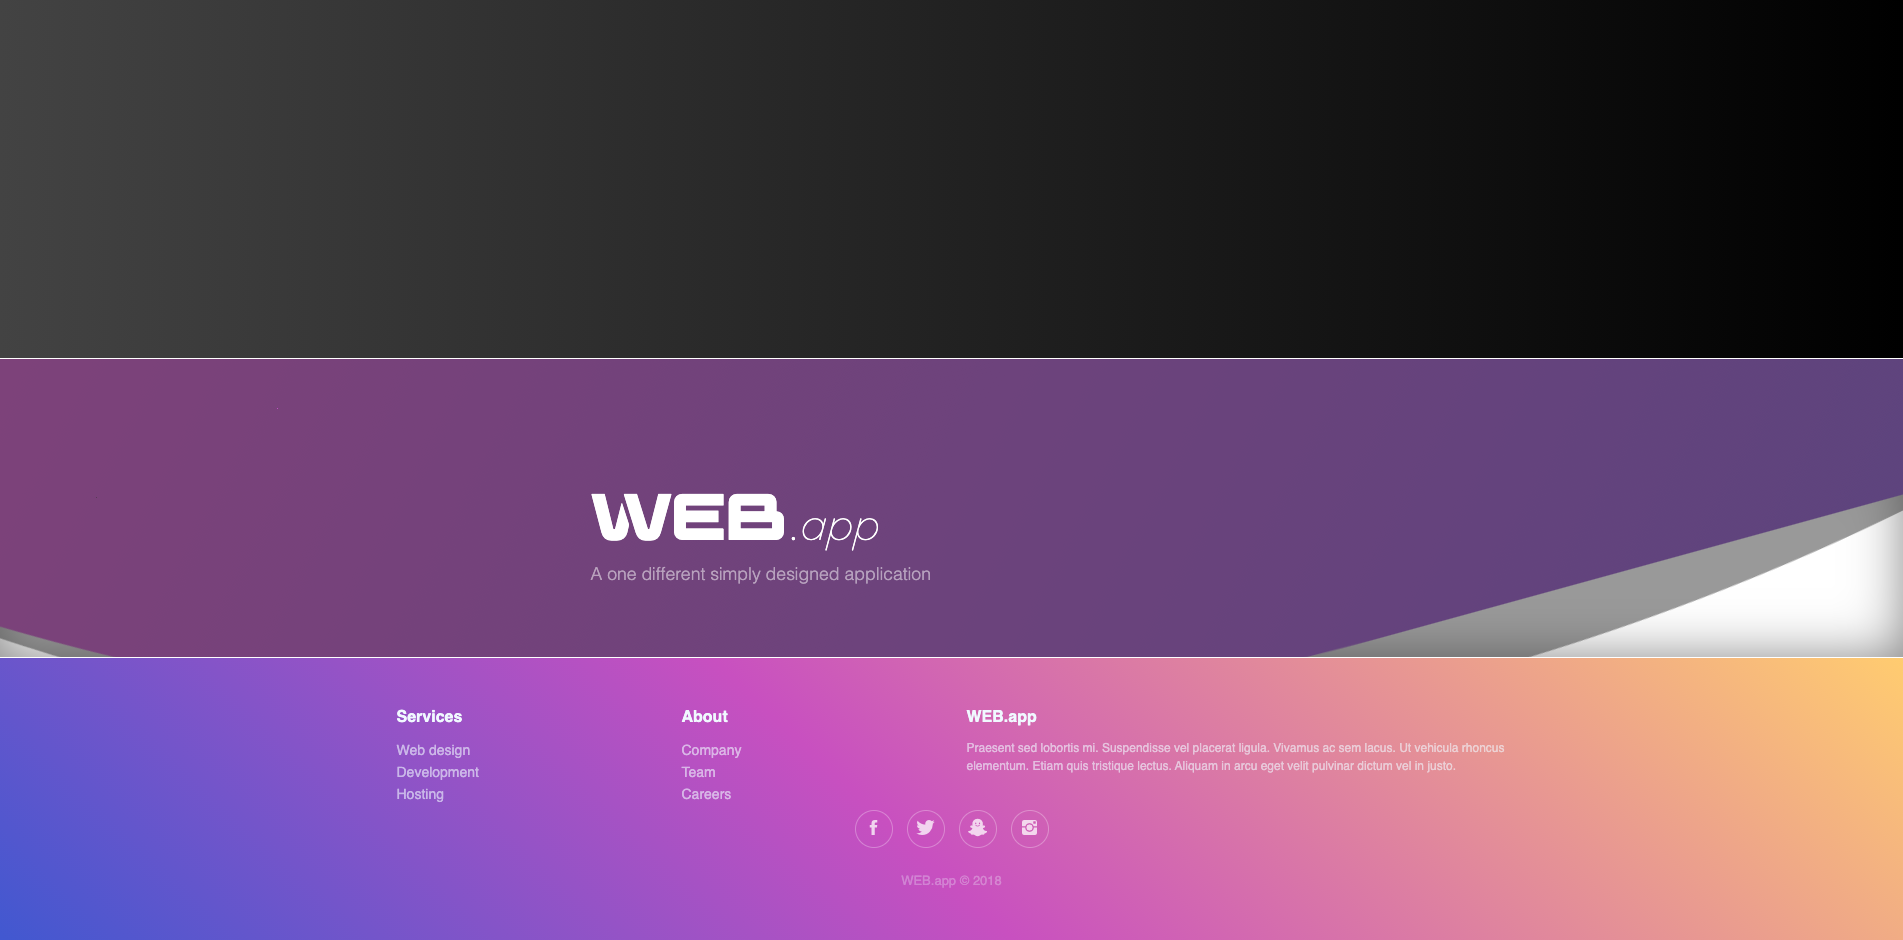 WEB.app
A one different simply designed application
Services
Web design
Development
Hosting
About
Company
Team
Careers
WEB.app
Praesent sed lobortis mi. Suspendisse vel placerat ligula. Vivamus ac sem lacus. Ut vehicula rhoncus
elementum. Etiam quis tristique lectus. Aliquam in arcu eget velit pulvinar dictum vel in justo.
WEB.app © 2018